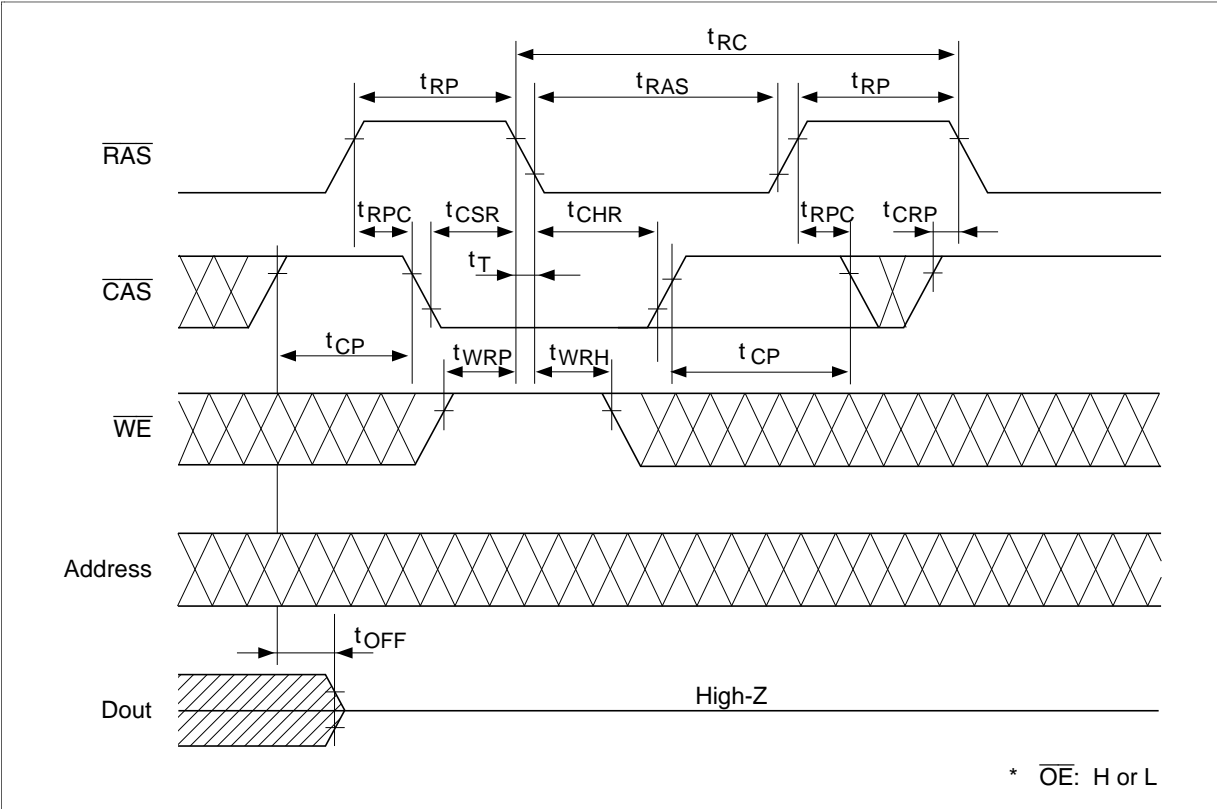 tRC
tRP tRAS tRP
RAS
tRPC tCSR tCHR tRPC tCRP
tT
CAS
tCP tWRP tWRH tCP
WE
Address
tOFF
Dout High-Z
* OE: H or L